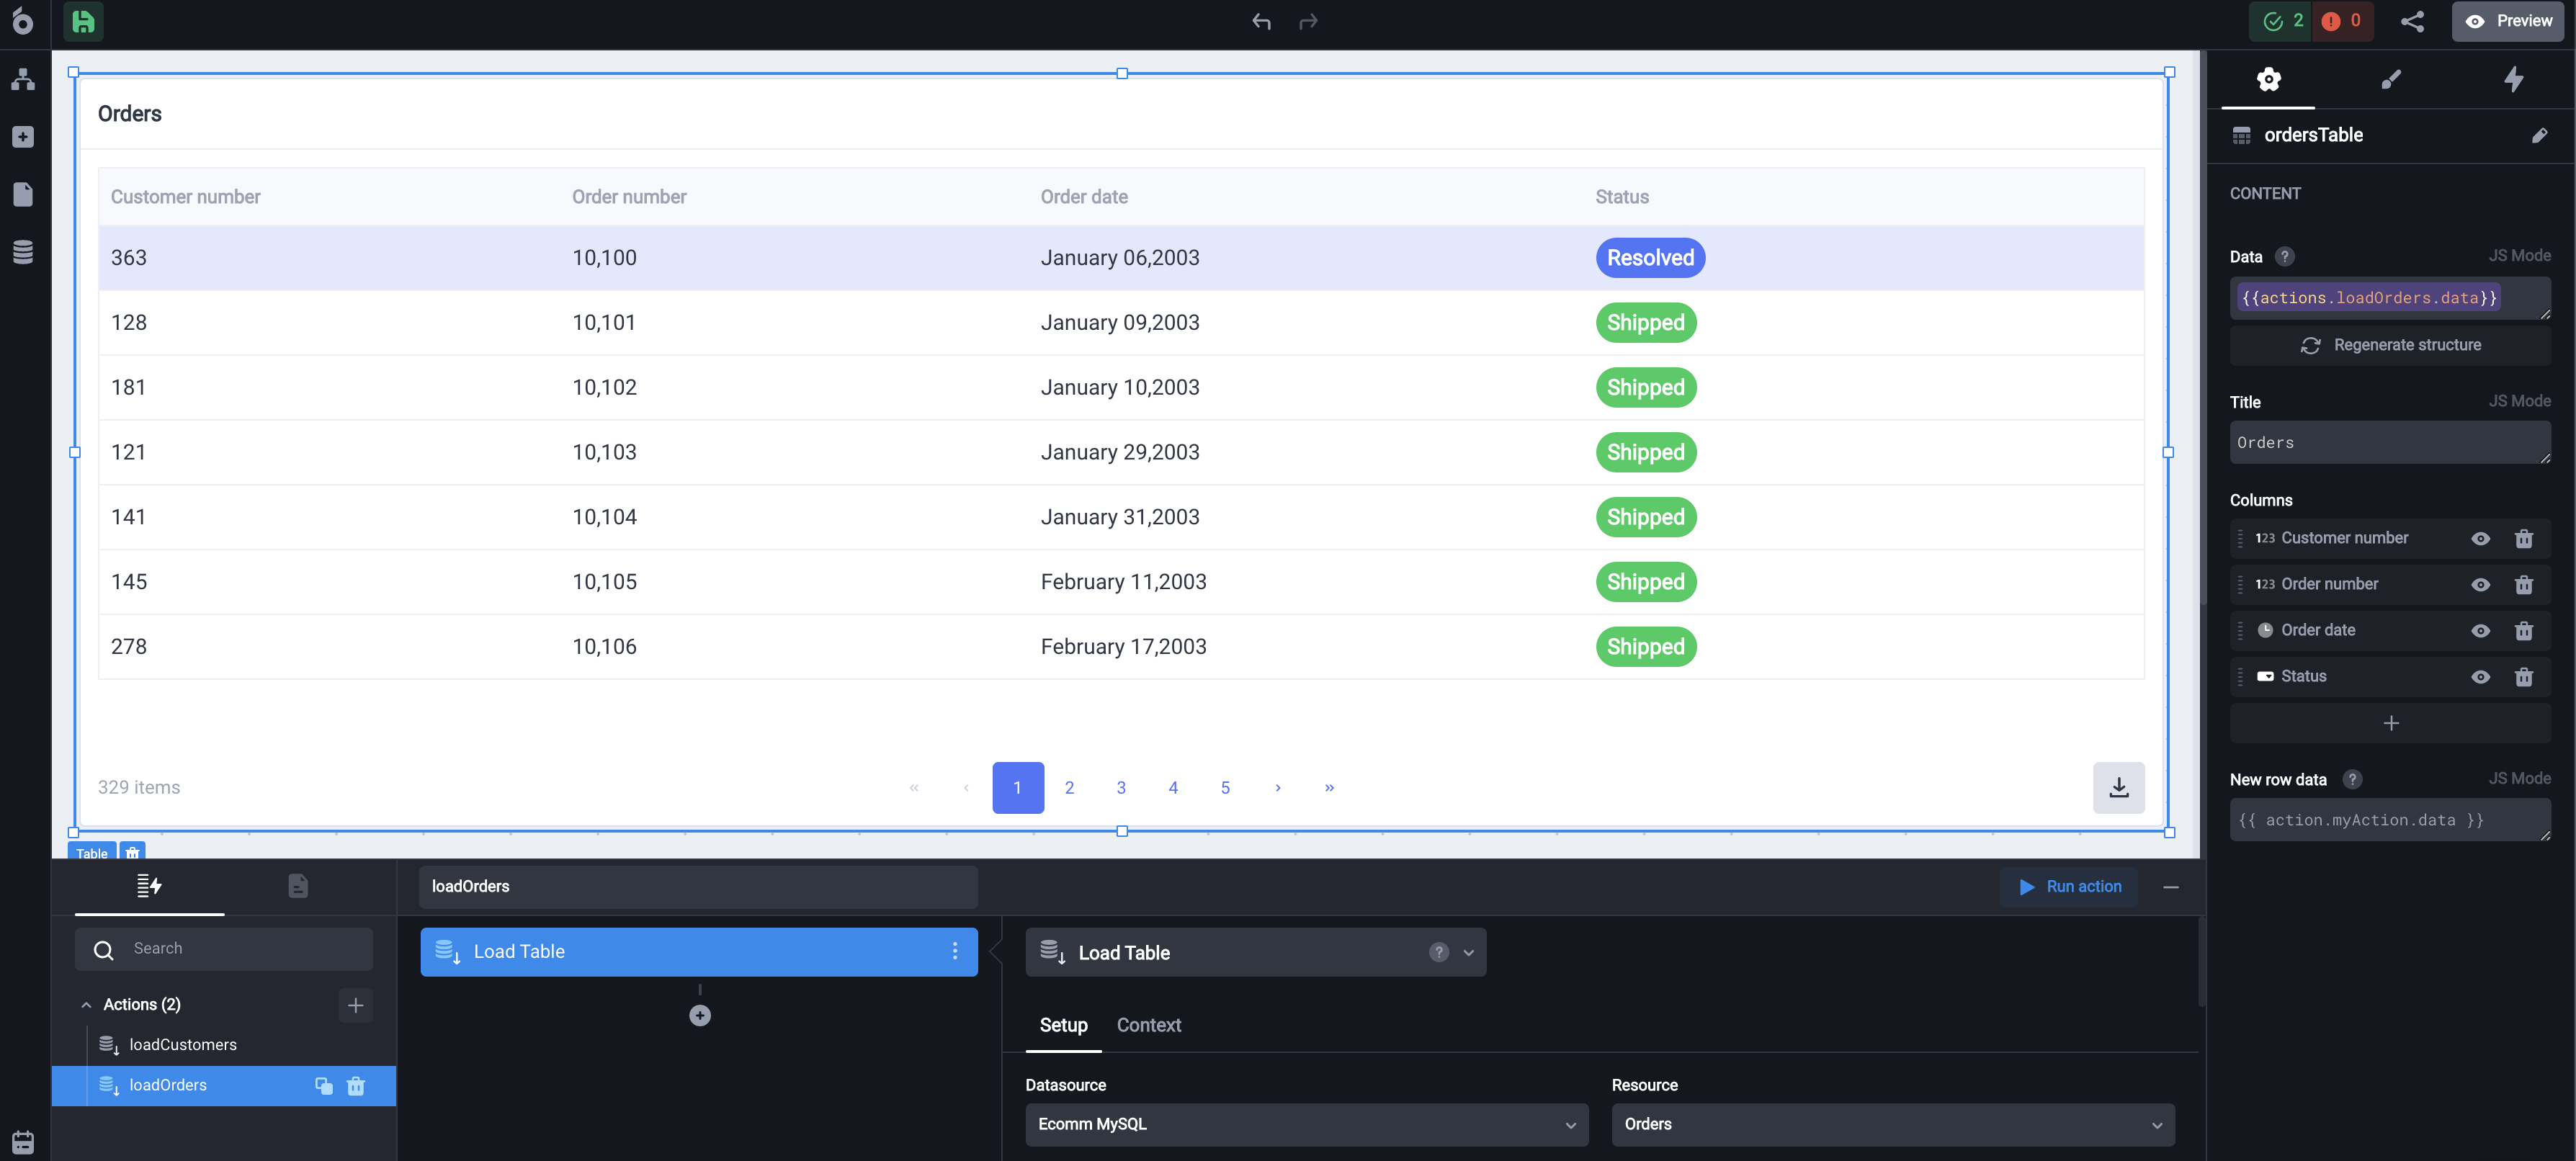 2 0 Preview
Orders
Customer number Order number Order date Status
363 10,100 January 06,2003 Resolved
128 10,101 January 09,2003 Shipped
181 10,102 January 10,2003 Shipped
121 10,103 January 29,2003 Shipped
141 10,104 January 31,2003 Shipped
145 10,105 February 11,2003 Shipped
278 10,106 February 17,2003 Shipped
329 items « ‹ 1 2 3 4 5 › »
Table
ordersTable
CONTENT
Data ? JS Mode
{{actions.loadOrders.data}}
Regenerate structure
Title JS Mode
Orders
Columns
123 Customer number
123 Order number
Order date
Status
New row data ? JS Mode
{{ action.myAction.data }}
Search
Actions (2)
loadCustomers
loadOrders
loadOrders Run action
Load Table
Load Table ?
Setup Context
Datasource Resource
Ecomm MySQL Orders